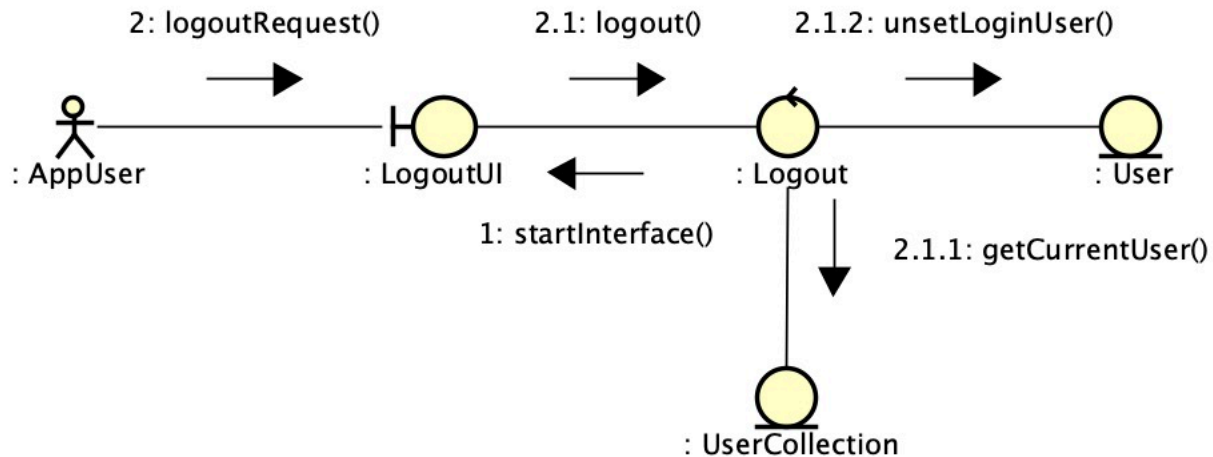 2: logoutRequest()
2.1: logout()
2.1.2: unsetLoginUser()
: AppUser
: LogoutUI
: Logout
: User
1: startInterface()
2.1.1: getCurrentUser()
: UserCollection